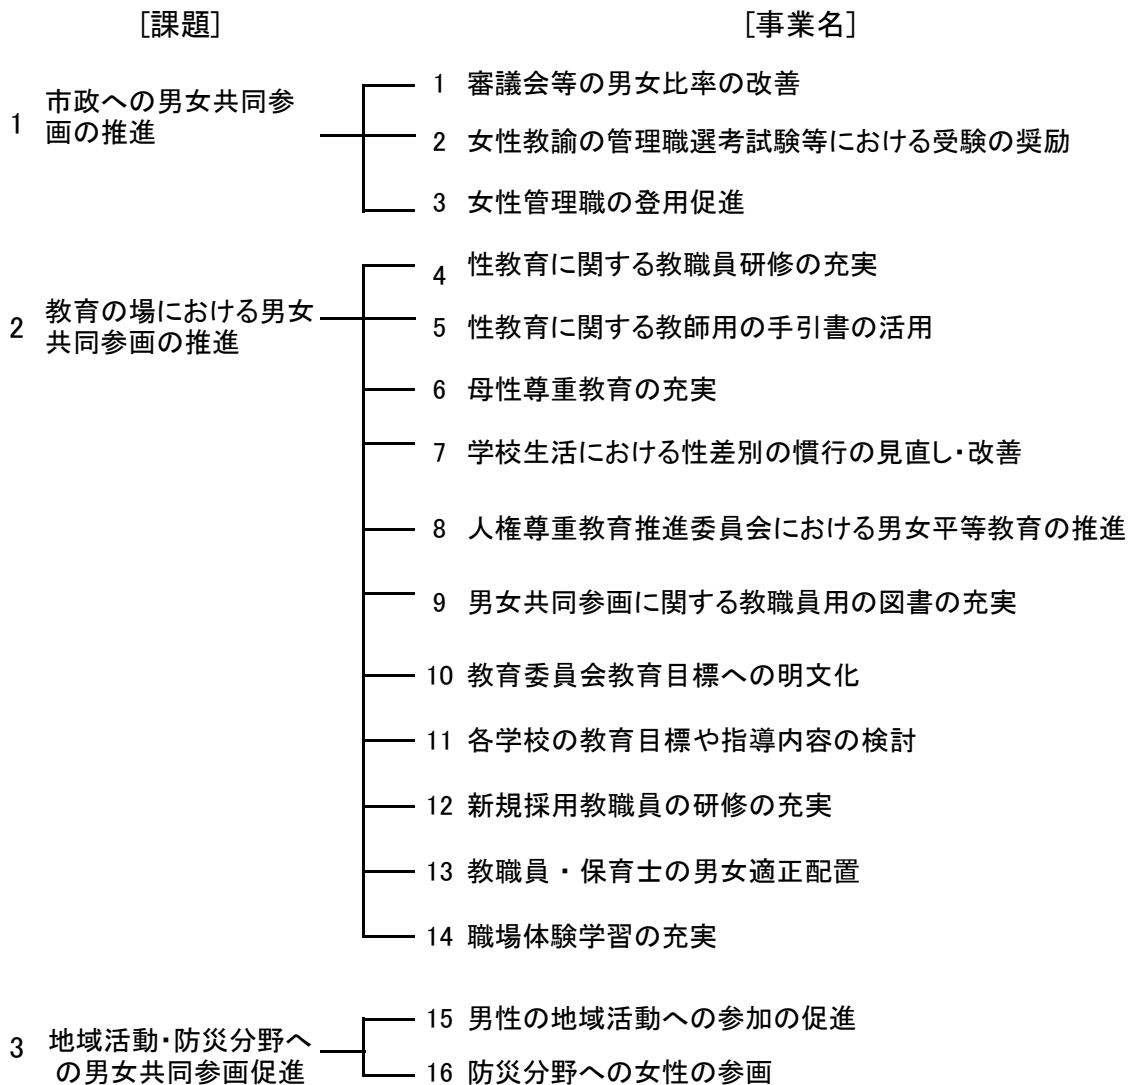 [課題] [事業名]
1 市政への男女共同参
画の推進
1 審議会等の男女比率の改善
2 女性教諭の管理職選考試験等における受験の奨励
3 女性管理職の登用促進
2 教育の場における男女
共同参画の推進
4 性教育に関する教職員研修の充実
5 性教育に関する教師用の手引書の活用
6 母性尊重教育の充実
7 学校生活における性差別の慣行の見直し・改善
8 人権尊重教育推進委員会における男女平等教育の推進
9 男女共同参画に関する教職員用の図書の充実
10 教育委員会教育目標への明文化
11 各学校の教育目標や指導内容の検討
12 新規採用教職員の研修の充実
13 教職員・保育士の男女適正配置
14 職場体験学習の充実
3 地域活動・防災分野へ
の男女共同参画促進
15 男性の地域活動への参加の促進
16 防災分野への女性の参画